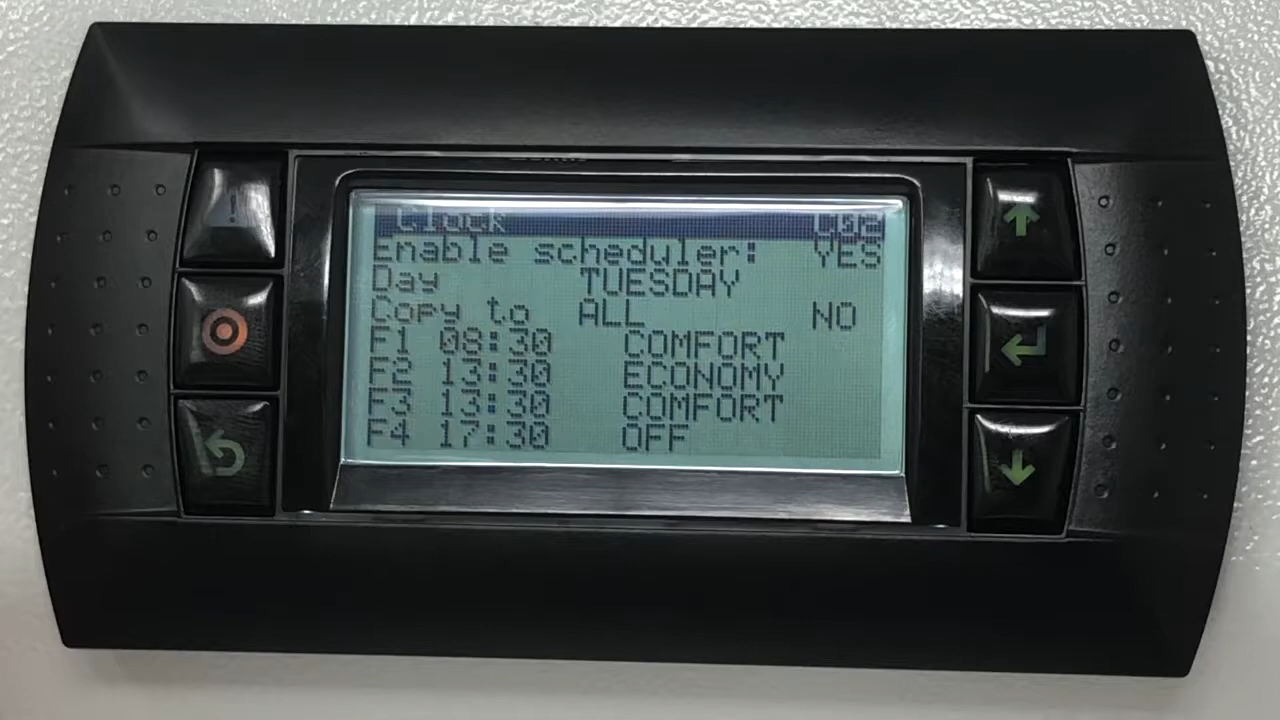 Clock
Enable scheduler: YES
Day TUESDAY
Copy to ALL NO
F1 08:30 COMFORT
F2 13:30 ECONOMY
F3 13:30 COMFORT
F4 17:30 OFF